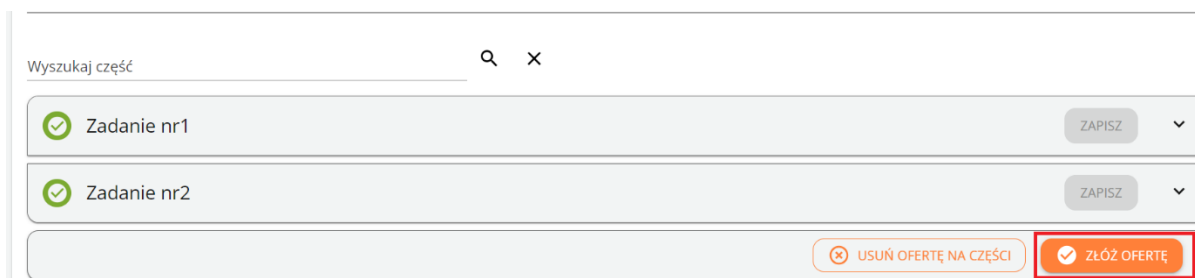 Wyszukaj część
Zadanie nr1 ZAPISZ
Zadanie nr2 ZAPISZ
USUŃ OFERTĘ NA CZĘŚCI ZŁÓŻ OFERTĘ